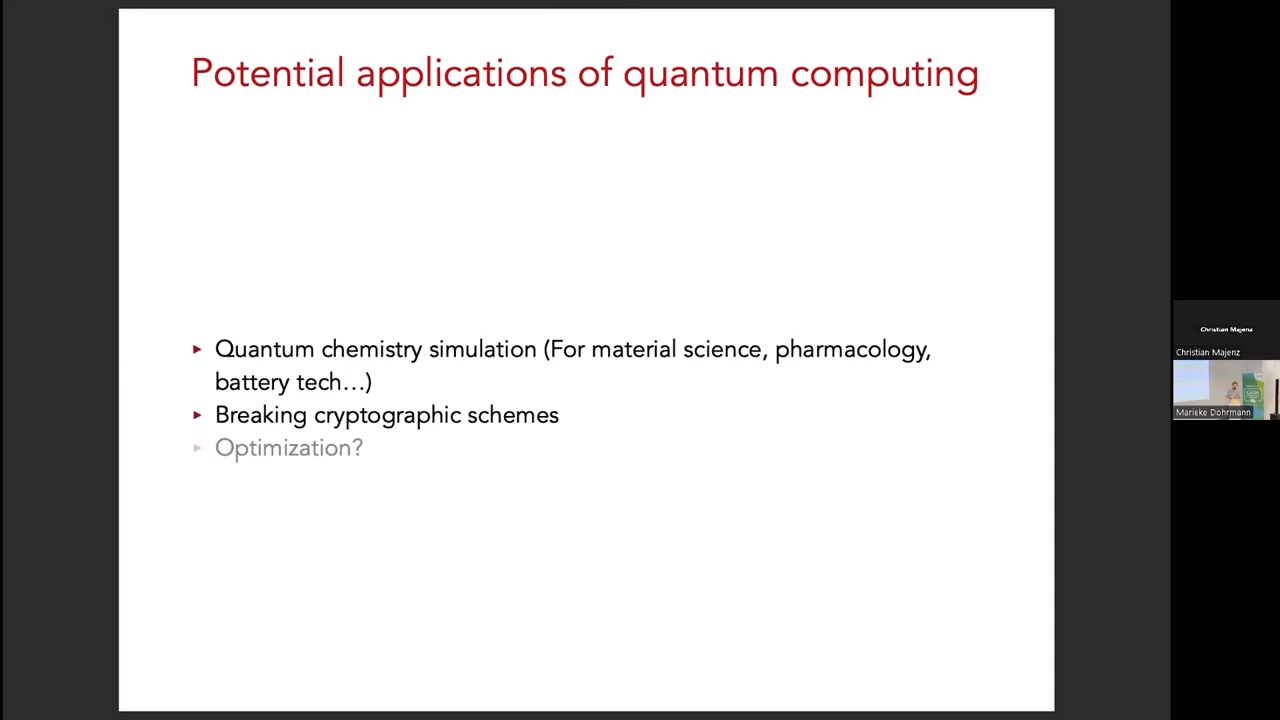 Potential applications of quantum computing
▸ Quantum chemistry simulation (For material science, pharmacology,
battery tech…)
▸ Breaking cryptographic schemes
▸ Optimization?
Christian Majenz
Christian Majenz
Marieke Dohrmann